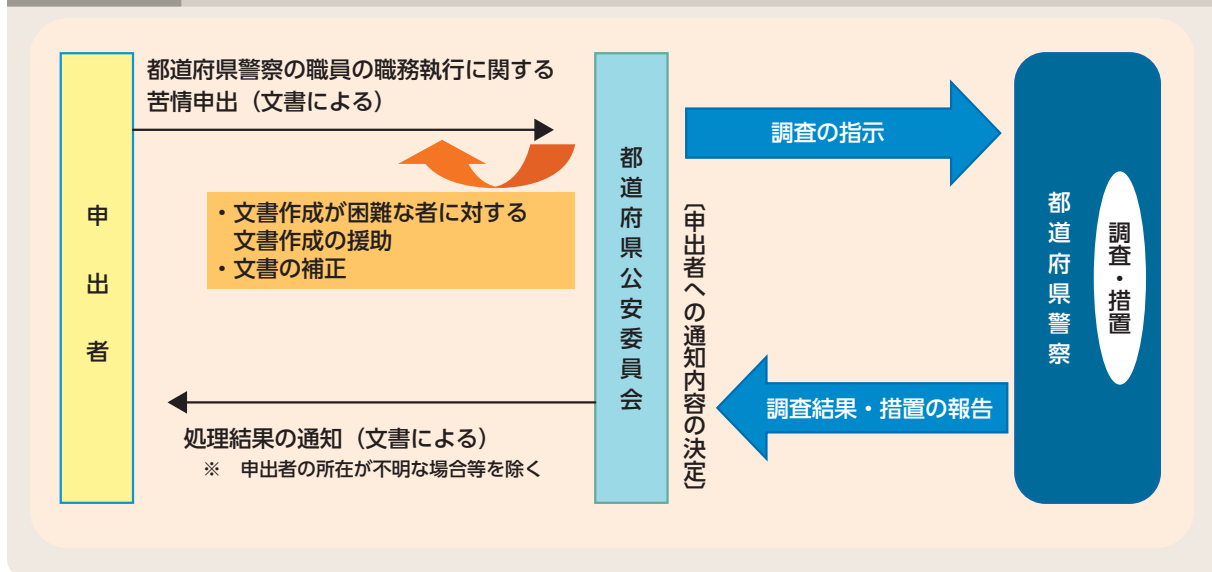 都道府県警察の職員の職務執行に関する
苦情申出（文書による）
申出者
・文書作成が困難な者に対する
文書作成の援助
・文書の補正
都道府県公安委員会
調査の指示
〔申出者への通知内容の決定〕
都道府県警察
調査・措置
調査結果・措置の報告
処理結果の通知（文書による）
※　申出者の所在が不明な場合等を除く